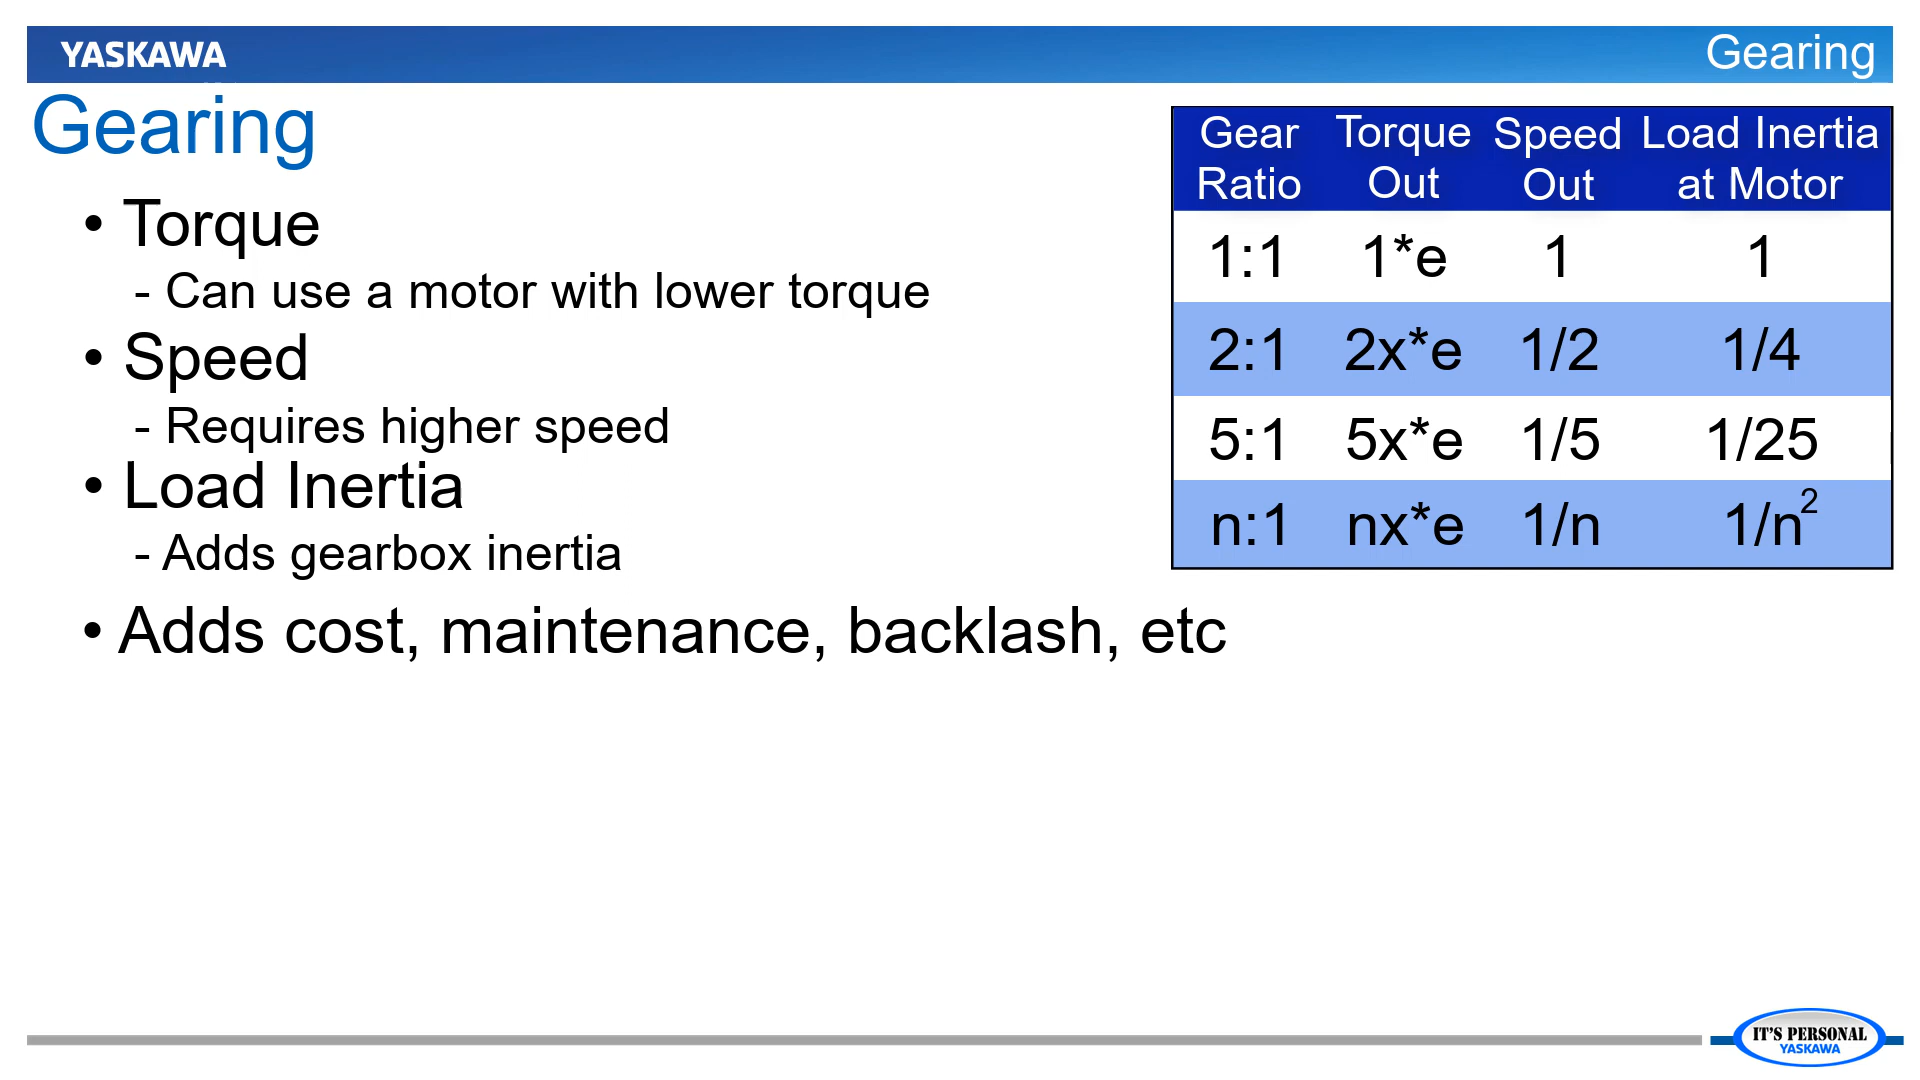 YASKAWA
Gearing
Gearing
• Torque
- Can use a motor with lower torque
• Speed
- Requires higher speed
• Load Inertia
- Adds gearbox inertia
• Adds cost, maintenance, backlash, etc
Gear Ratio Torque Out Speed Out Load Inertia at Motor
1:1 1*e 1 1
2:1 2x*e 1/2 1/4
5:1 5x*e 1/5 1/25
n:1 nx*e 1/n 1/n²
IT'S PERSONAL
YASKAWA